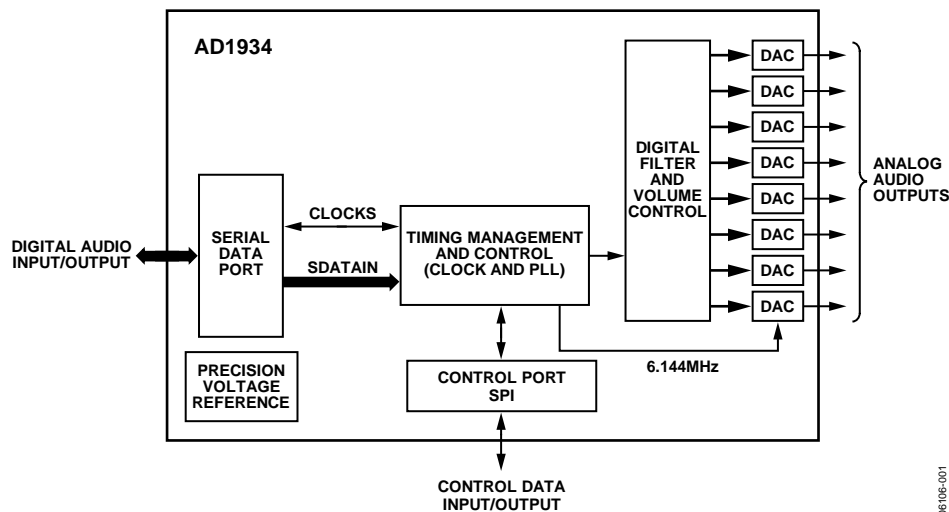 AD1934
DIGITAL AUDIO
INPUT/OUTPUT
SERIAL
DATA
PORT
CLOCKS
SDATAIN
TIMING MANAGEMENT
AND CONTROL
(CLOCK AND PLL)
DIGITAL
FILTER
AND
VOLUME
CONTROL
DAC
DAC
DAC
DAC
DAC
DAC
DAC
DAC
ANALOG
AUDIO
OUTPUTS
6.144MHz
PRECISION
VOLTAGE
REFERENCE
CONTROL PORT
SPI
CONTROL DATA
INPUT/OUTPUT
06106-001